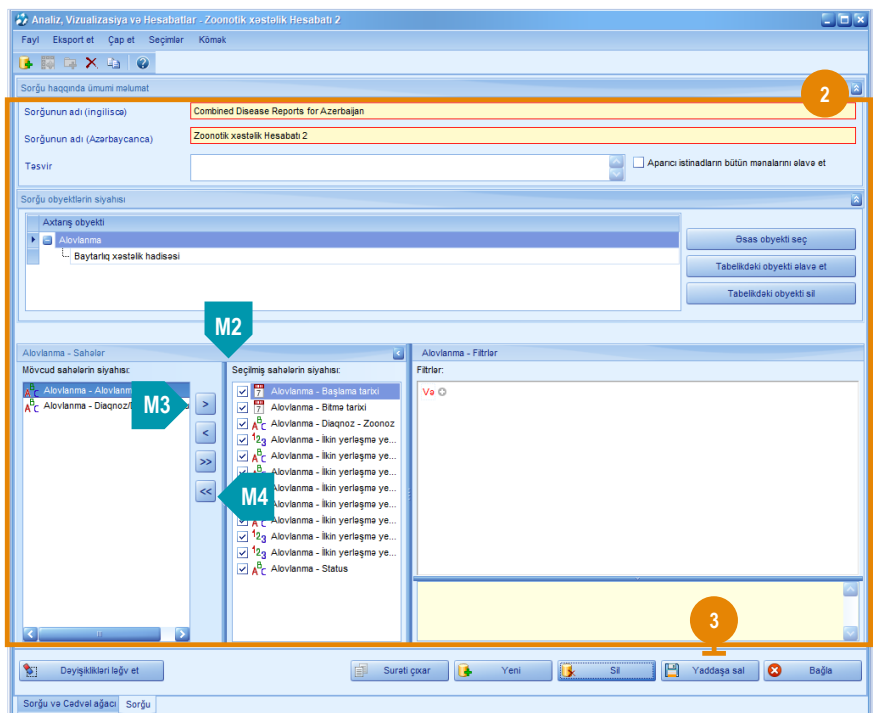 Analiz, Vizualizasiya və Hesabatlar - Zoonotik xəstəlik Hesabatı 2
Fayl Eksport et Çap et Seçimlər Kömək
Sorğu haqqında ümumi məlumat
2
Sorğunun adı (ingiliscə) Combined Disease Reports for Azerbaijan
Sorğunun adı (Azərbaycanca) Zoonotik xəstəlik Hesabatı 2
Təsvir Aparıcı istinadların bütün mənalarını əlavə et
Sorğu obyektlərin siyahısı
Axtarış obyekti
Alovlanma
Baytarlıq xəstəlik hadisəsi
Əsas obyekti seç
Tabelikdəki obyekti əlavə et
Tabelikdəki obyekti sil
M2
Alovlanma - Sahələr
Mövcud sahələrin siyahısı:
Alovlanma - Alovlanm
Alovlanma - Diaqnoz/
M3
>
<
>>
<<
M4
Seçilmiş sahələrin siyahısı:
Alovlanma - Başlama tarixi
Alovlanma - Bitmə tarixi
Alovlanma - Diaqnoz - Zoonoz
Alovlanma - İlkin yerləşmə ye...
Alovlanma - İlkin yerləşmə ye...
Alovlanma - İlkin yerləşmə ye...
Alovlanma - İlkin yerləşmə ye...
Alovlanma - İlkin yerləşmə ye...
Alovlanma - İlkin yerləşmə ye...
Alovlanma - İlkin yerləşmə ye...
Alovlanma - İlkin yerləşmə ye...
Alovlanma - Status
Alovlanma - Filtrlər
Filtrlər:
Və
3
Dəyişiklikləri ləğv et Surəti çıxar Yeni Sil Yaddaşa sal Bağla
Sorğu və Cədvəl ağacı Sorğu